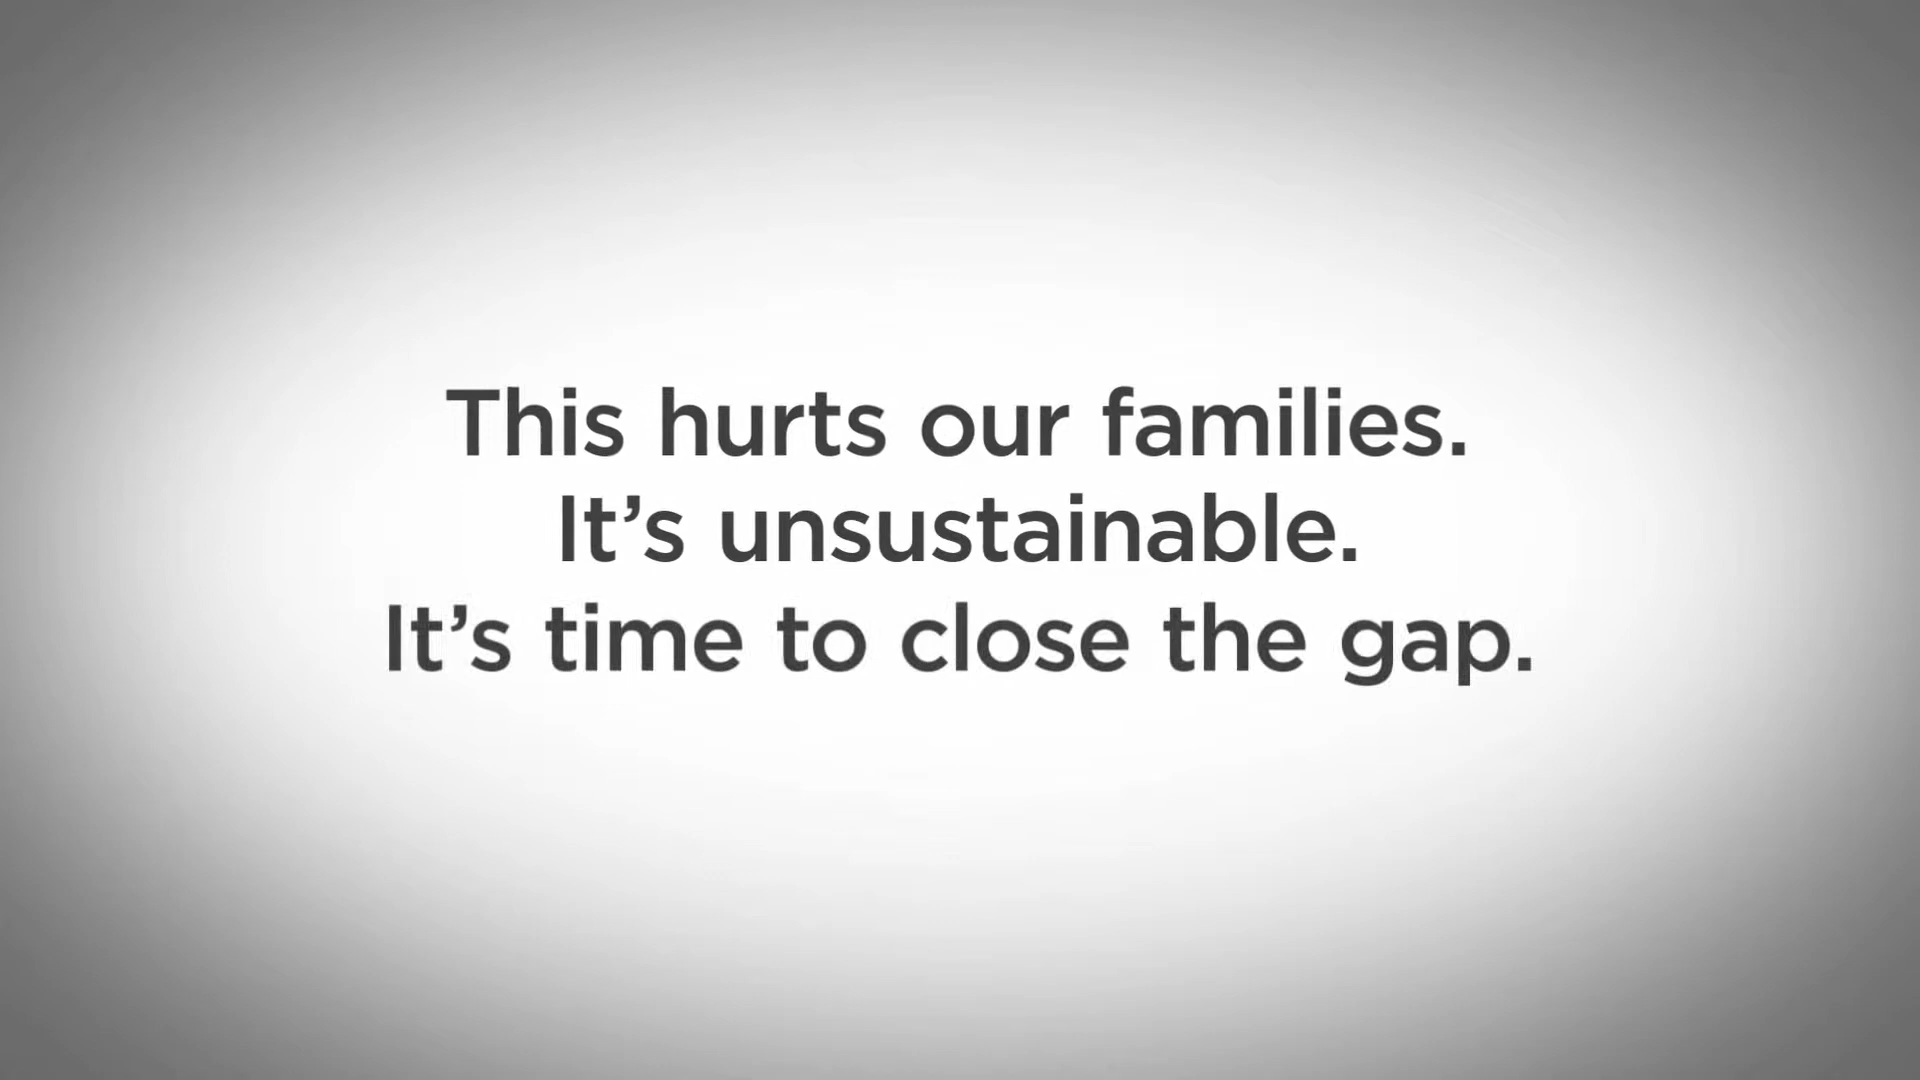 This hurts our families.
It’s unsustainable.
It’s time to close the gap.